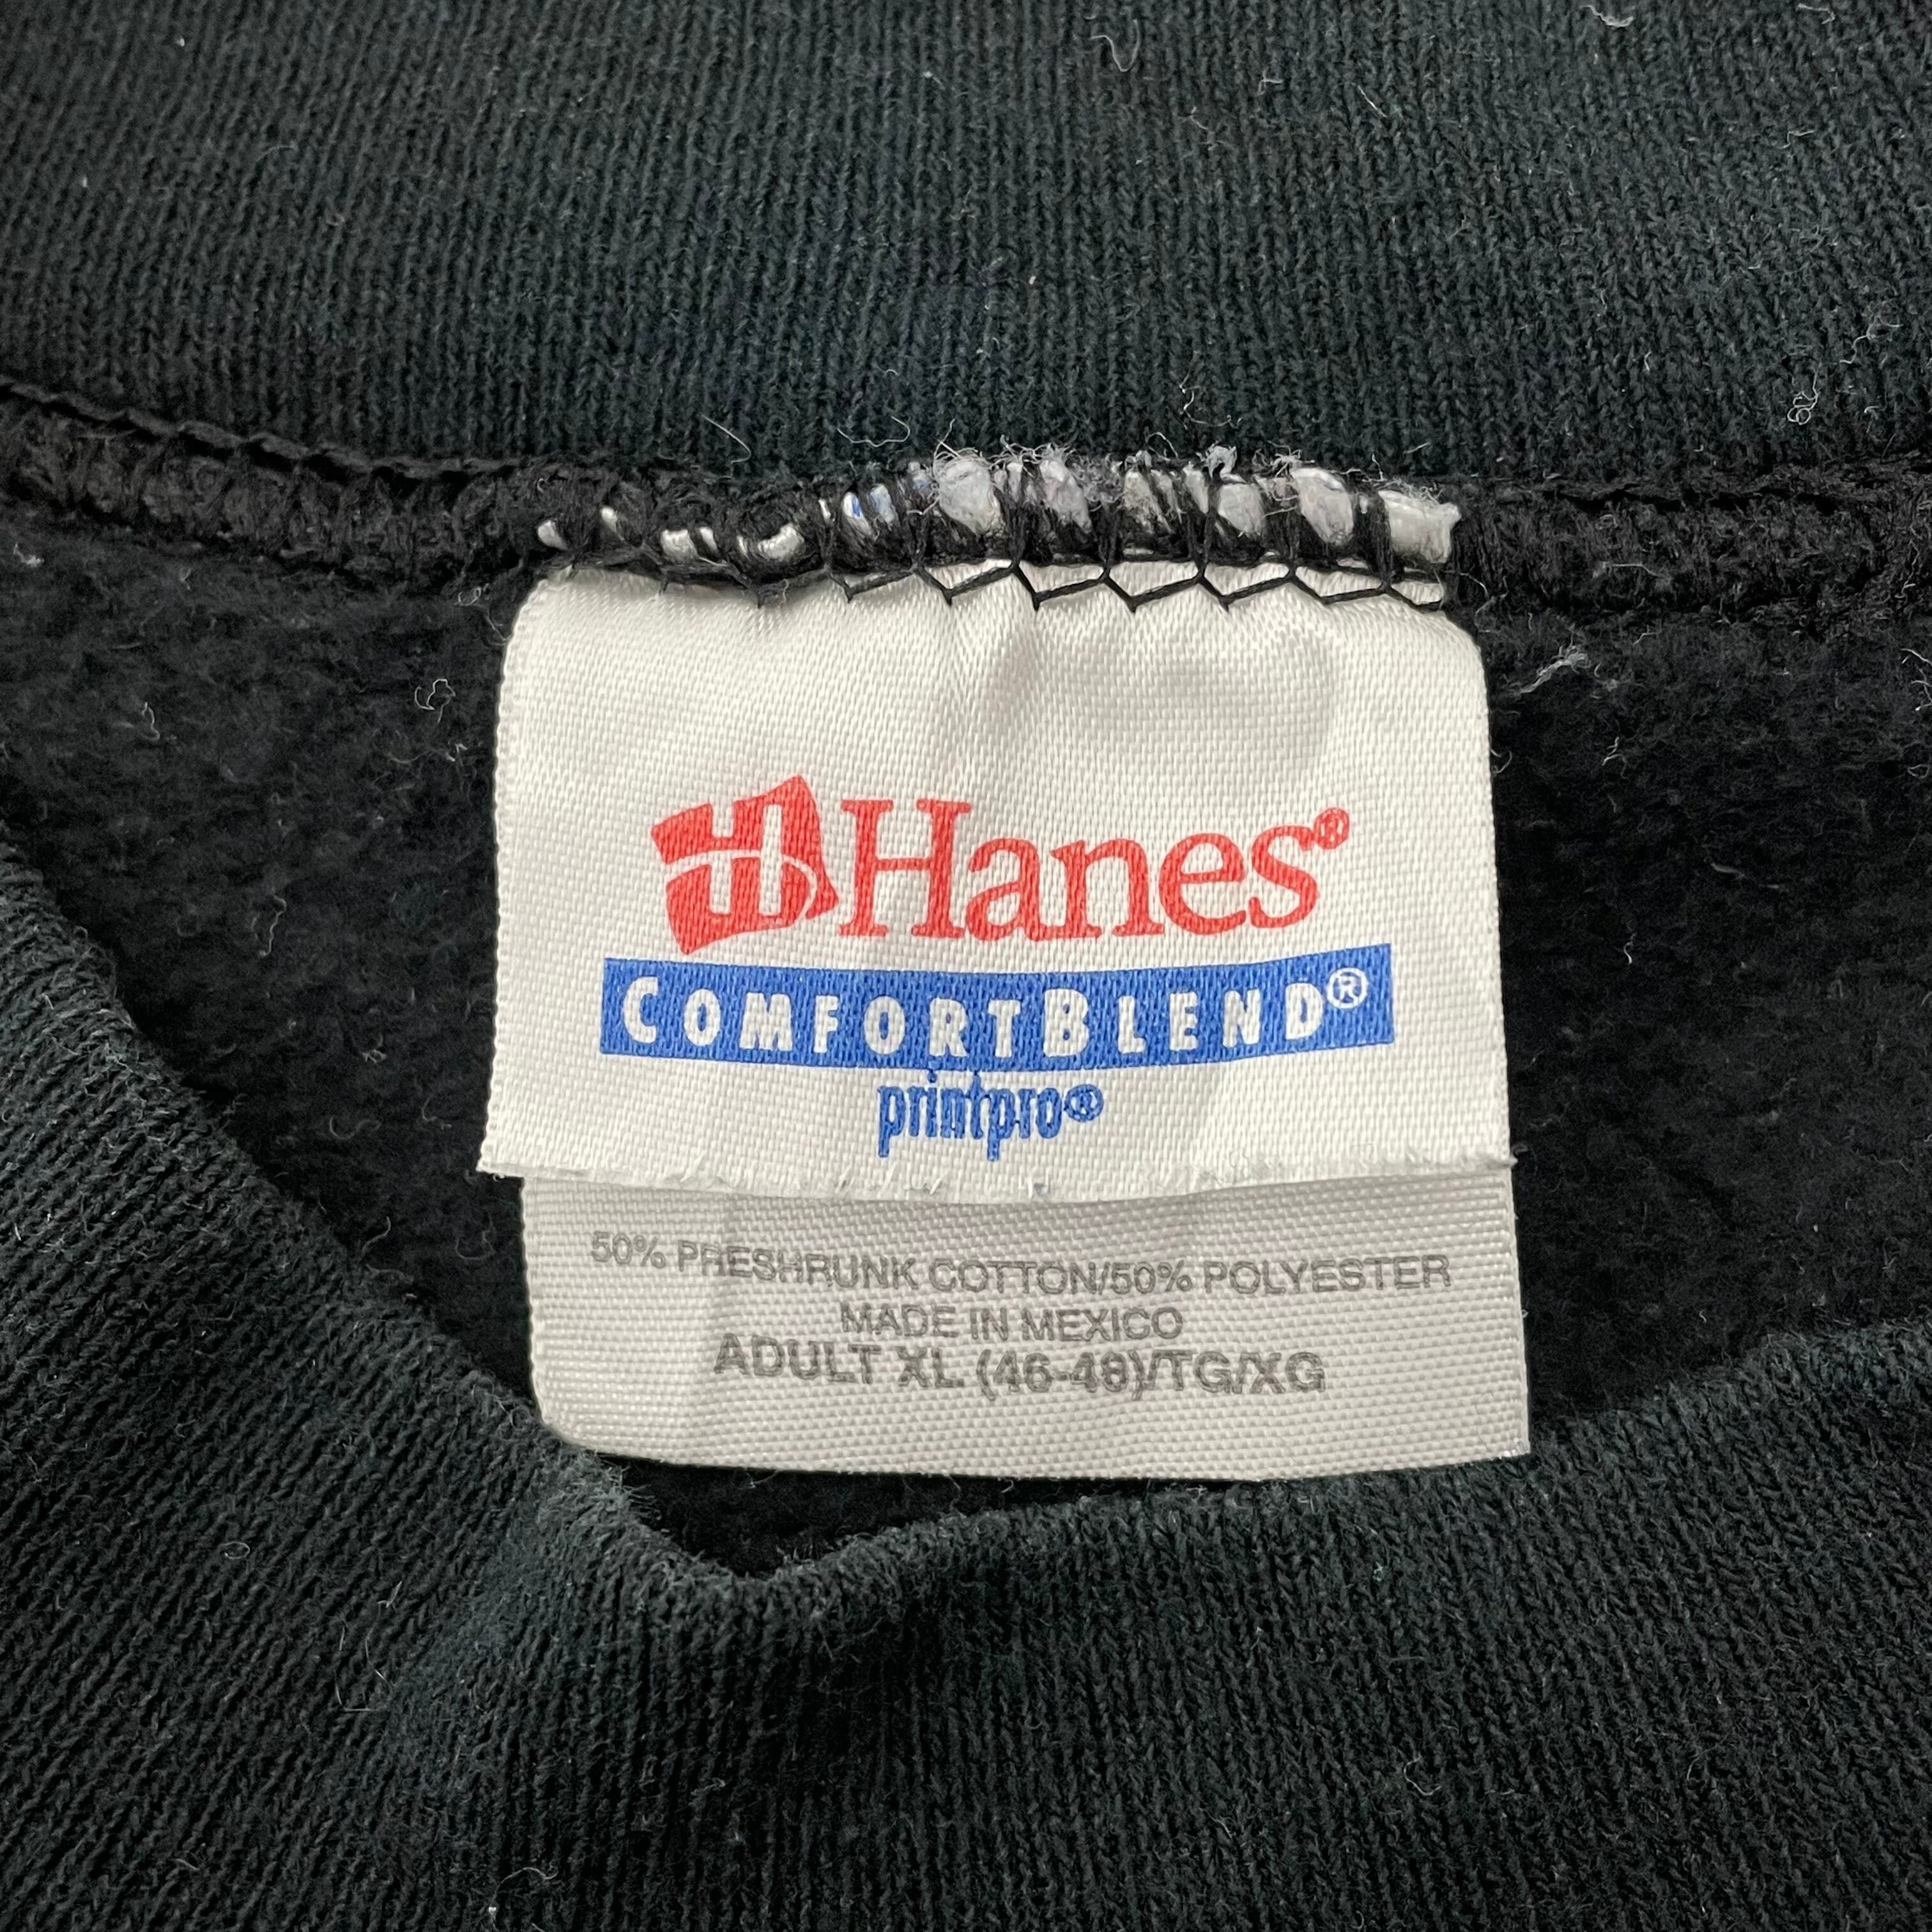 Hanes®
COMFORTBLEND®
printpro®
50% PRESHRUNK COTTON/50% POLYESTER
MADE IN MEXICO
ADULT XL (46-48)/TG/XG